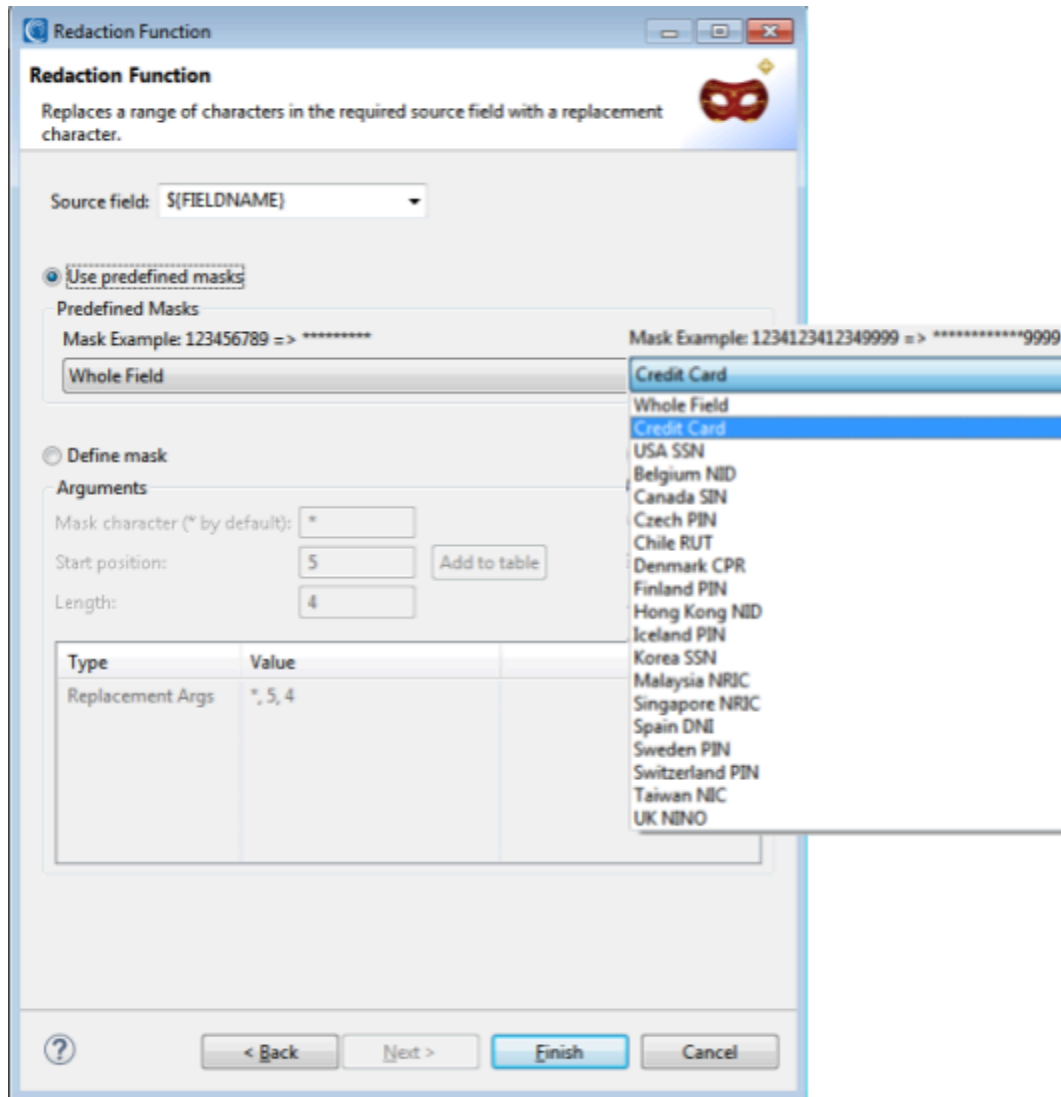 Redaction Function
Redaction Function
Replaces a range of characters in the required source field with a replacement
character.
Source field: ${FIELDNAME}
Use predefined masks
Predefined Masks
Mask Example: 123456789 => *********
Whole Field
Mask Example: 1234123412349999 => ************9999
Credit Card
Whole Field
Credit Card
USA SSN
Belgium NID
Canada SIN
Czech PIN
Chile RUT
Denmark CPR
Finland PIN
Hong Kong NID
Iceland PIN
Korea SSN
Malaysia NRIC
Singapore NRIC
Spain DNI
Sweden PIN
Switzerland PIN
Taiwan NIC
UK NINO
Define mask
Arguments
Mask character (* by default): *
Start position: 5 Add to table
Length: 4
Type Value
Replacement Args *, 5, 4
? < Back Next > Finish Cancel